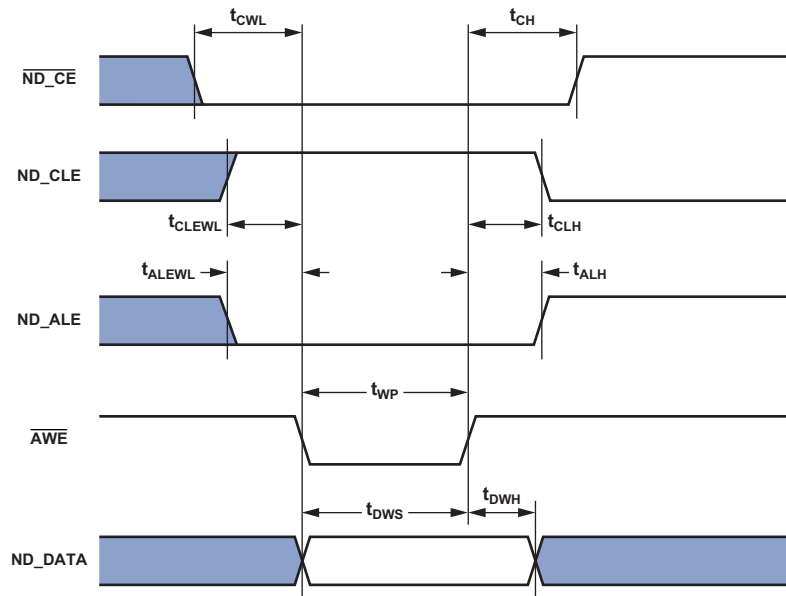 tCWL tCH
ND_CE
ND_CLE
tCLEWL tCLH
tALEWL tALH
ND_ALE
tWP
AWE
tDWS tDWH
ND_DATA